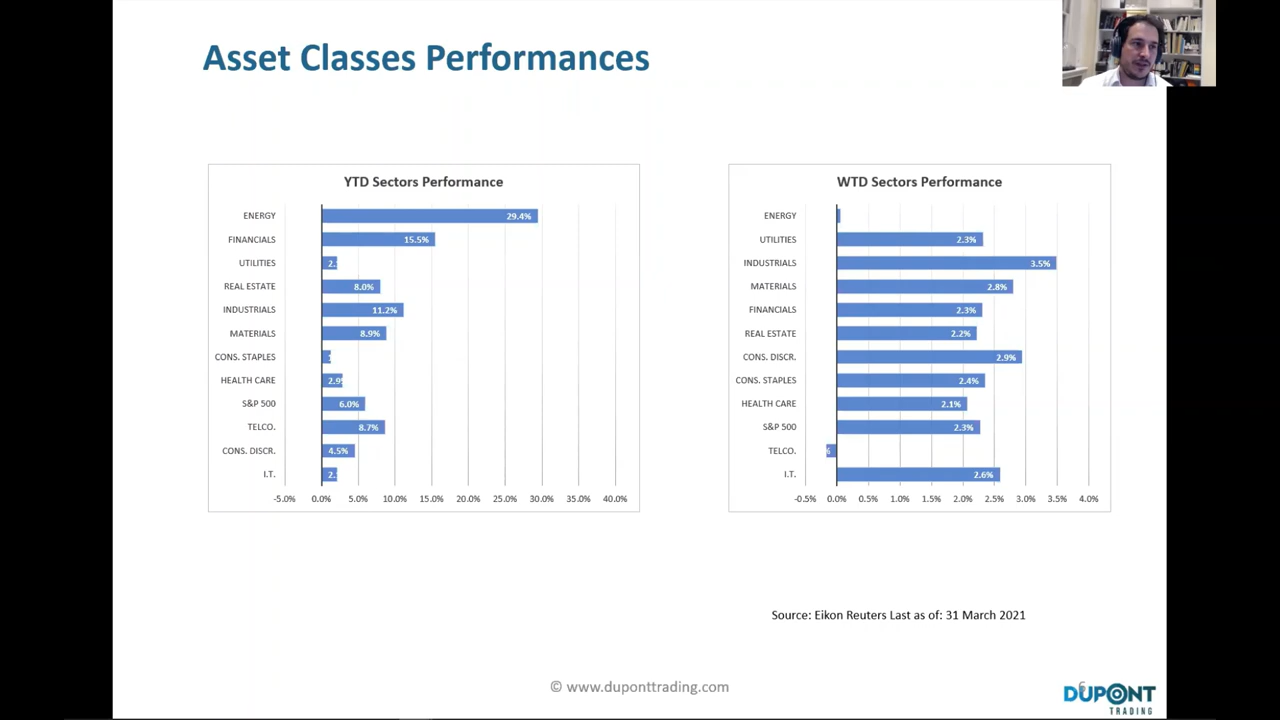 Asset Classes Performances
YTD Sectors Performance
ENERGY 29.4%
FINANCIALS 15.5%
UTILITIES
REAL ESTATE 8.0%
INDUSTRIALS 11.2%
MATERIALS 8.9%
CONS. STAPLES
HEALTH CARE
S&P 500 6.0%
TELCO. 8.7%
CONS. DISCR. 4.5%
I.T.
-5.0% 0.0% 5.0% 10.0% 15.0% 20.0% 25.0% 30.0% 35.0% 40.0%
WTD Sectors Performance
ENERGY
UTILITIES 2.3%
INDUSTRIALS 3.5%
MATERIALS 2.8%
FINANCIALS 2.3%
REAL ESTATE 2.2%
CONS. DISCR. 2.9%
CONS. STAPLES 2.4%
HEALTH CARE 2.1%
S&P 500 2.3%
TELCO. %
I.T. 2.6%
-0.5% 0.0% 0.5% 1.0% 1.5% 2.0% 2.5% 3.0% 3.5% 4.0%
Source: Eikon Reuters Last as of: 31 March 2021
© www.duponttrading.com
DUPONT
TRADING